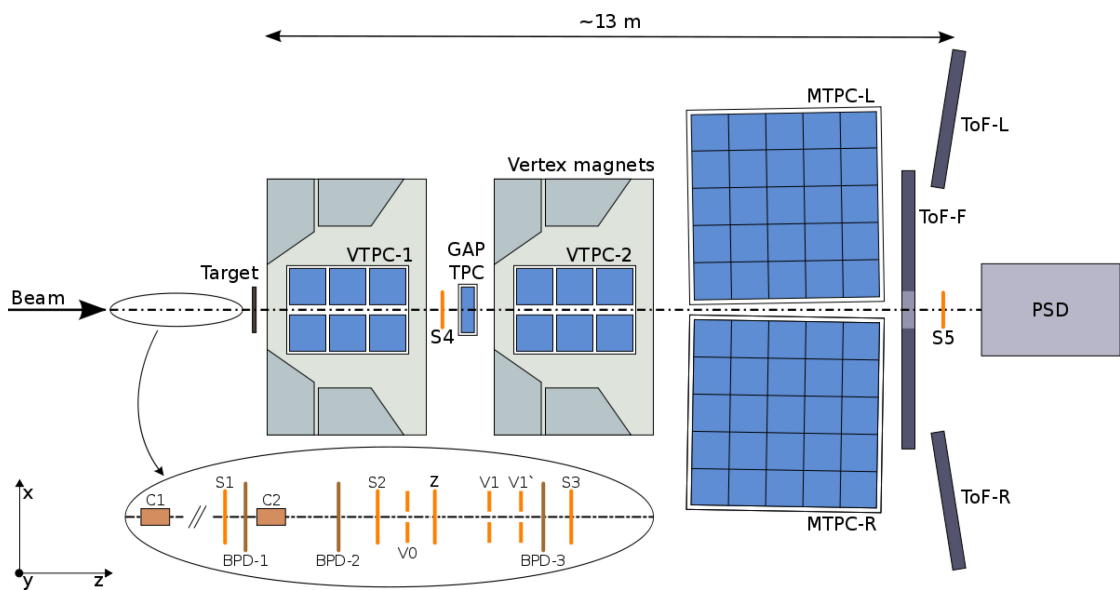 ~13 m
MTPC-L
ToF-L
Vertex magnets
ToF-F
VTPC-1
GAP
TPC
VTPC-2
Target
Beam
PSD
S4
S5
x
y
z
C1
S1
BPD-1
C2
BPD-2
S2
V0
Z
V1
V1`
BPD-3
S3
MTPC-R
ToF-R